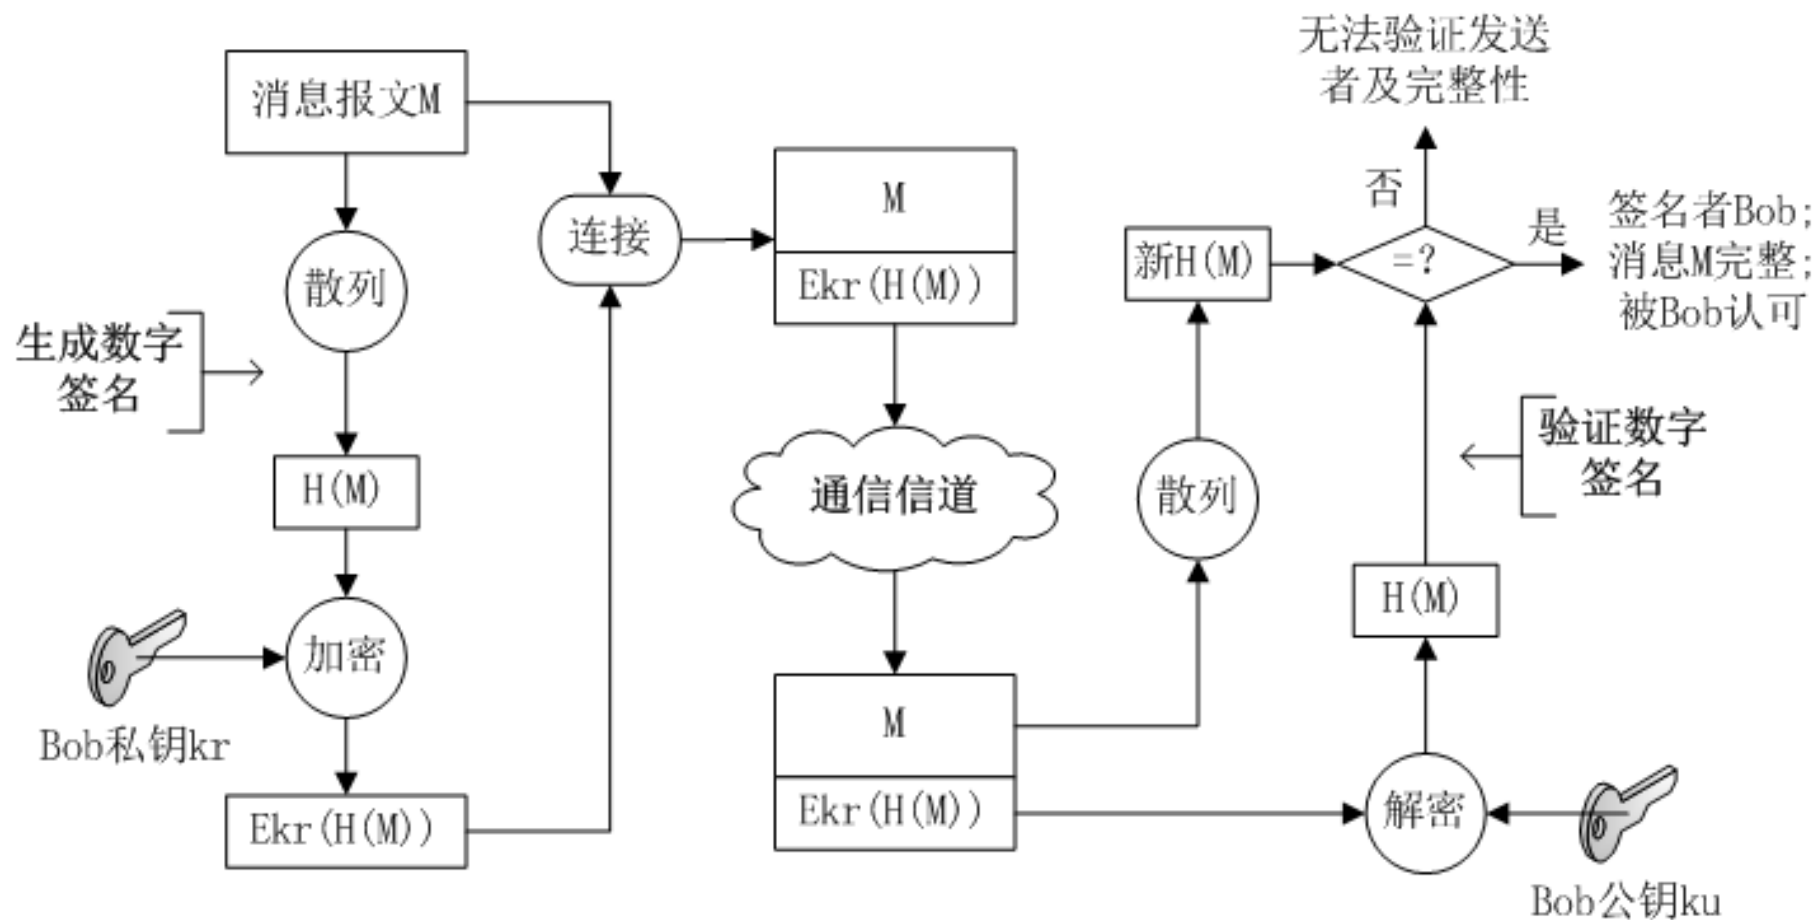 消息报文M
散列
生成数字
签名
H(M)
加密
Bob私钥kr
Ekr(H(M))
连接
M
Ekr(H(M))
通信信道
M
Ekr(H(M))
散列
新H(M)
=?
否
无法验证发送
者及完整性
是
签名者Bob;
消息M完整;
被Bob认可
验证数字
签名
H(M)
解密
Bob公钥ku